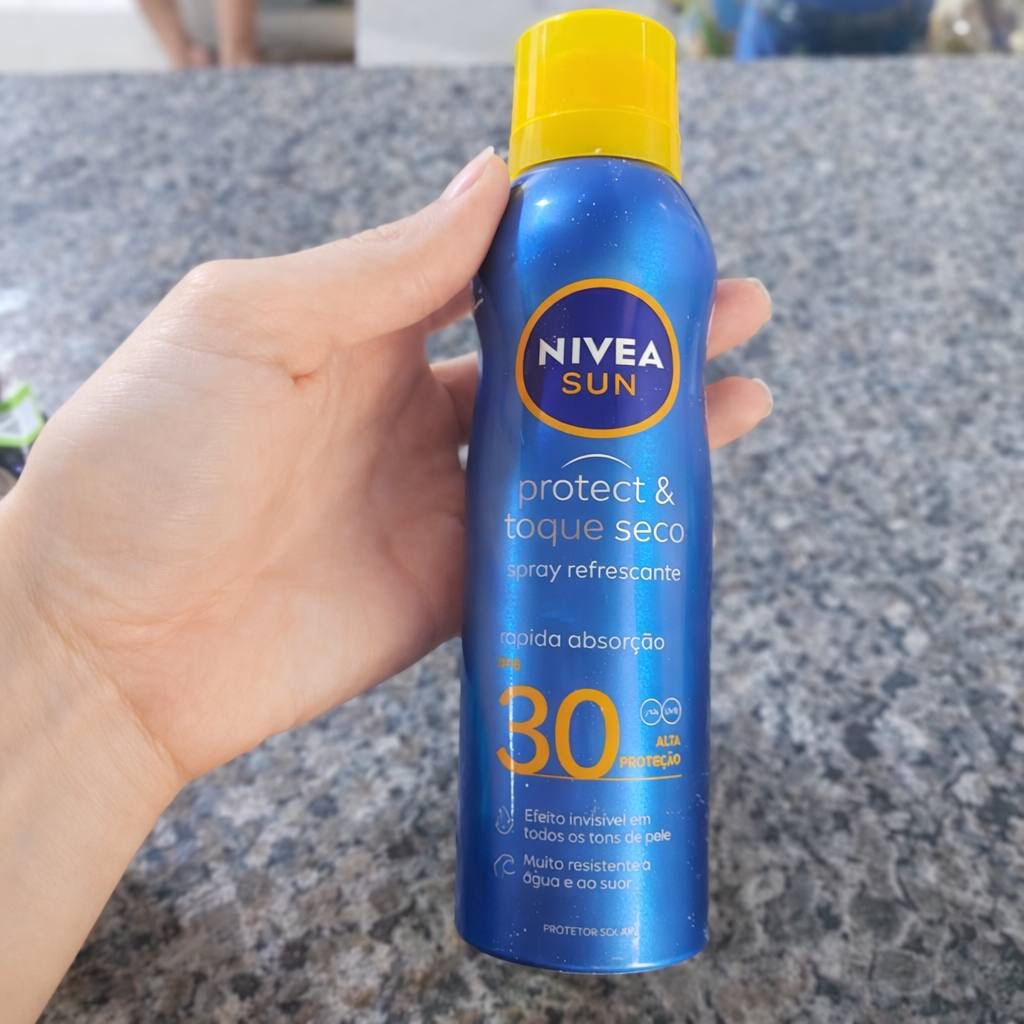 NIVEA
SUN
protect &
toque seco
spray refrescante
rapida absorção
30
ALTA
PROTEÇÃO
Efeito invisível em
todos os tons de pele
Muito resistente à
água e ao suor
PROTETOR